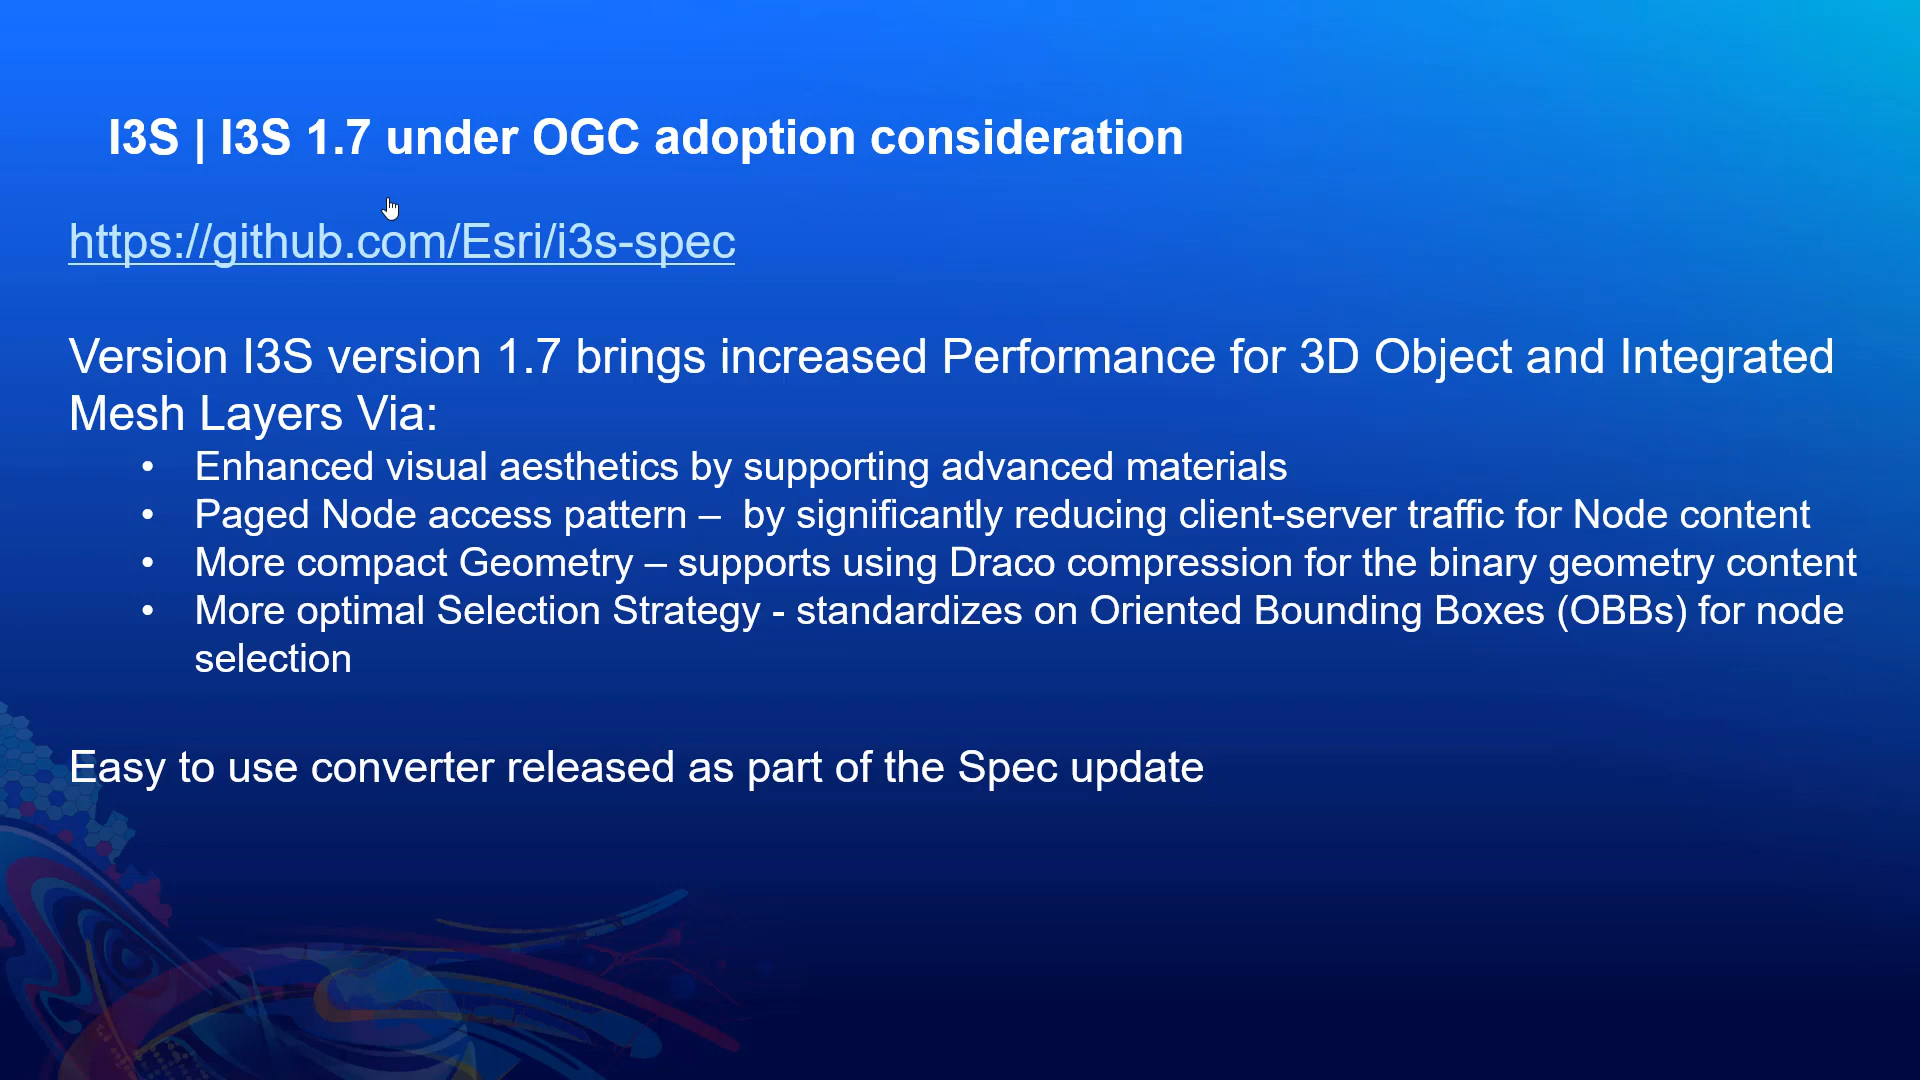 I3S | I3S 1.7 under OGC adoption consideration
https://github.com/Esri/i3s-spec
Version I3S version 1.7 brings increased Performance for 3D Object and Integrated
Mesh Layers Via:
• Enhanced visual aesthetics by supporting advanced materials
• Paged Node access pattern –  by significantly reducing client-server traffic for Node content
• More compact Geometry – supports using Draco compression for the binary geometry content
• More optimal Selection Strategy - standardizes on Oriented Bounding Boxes (OBBs) for node
selection
Easy to use converter released as part of the Spec update